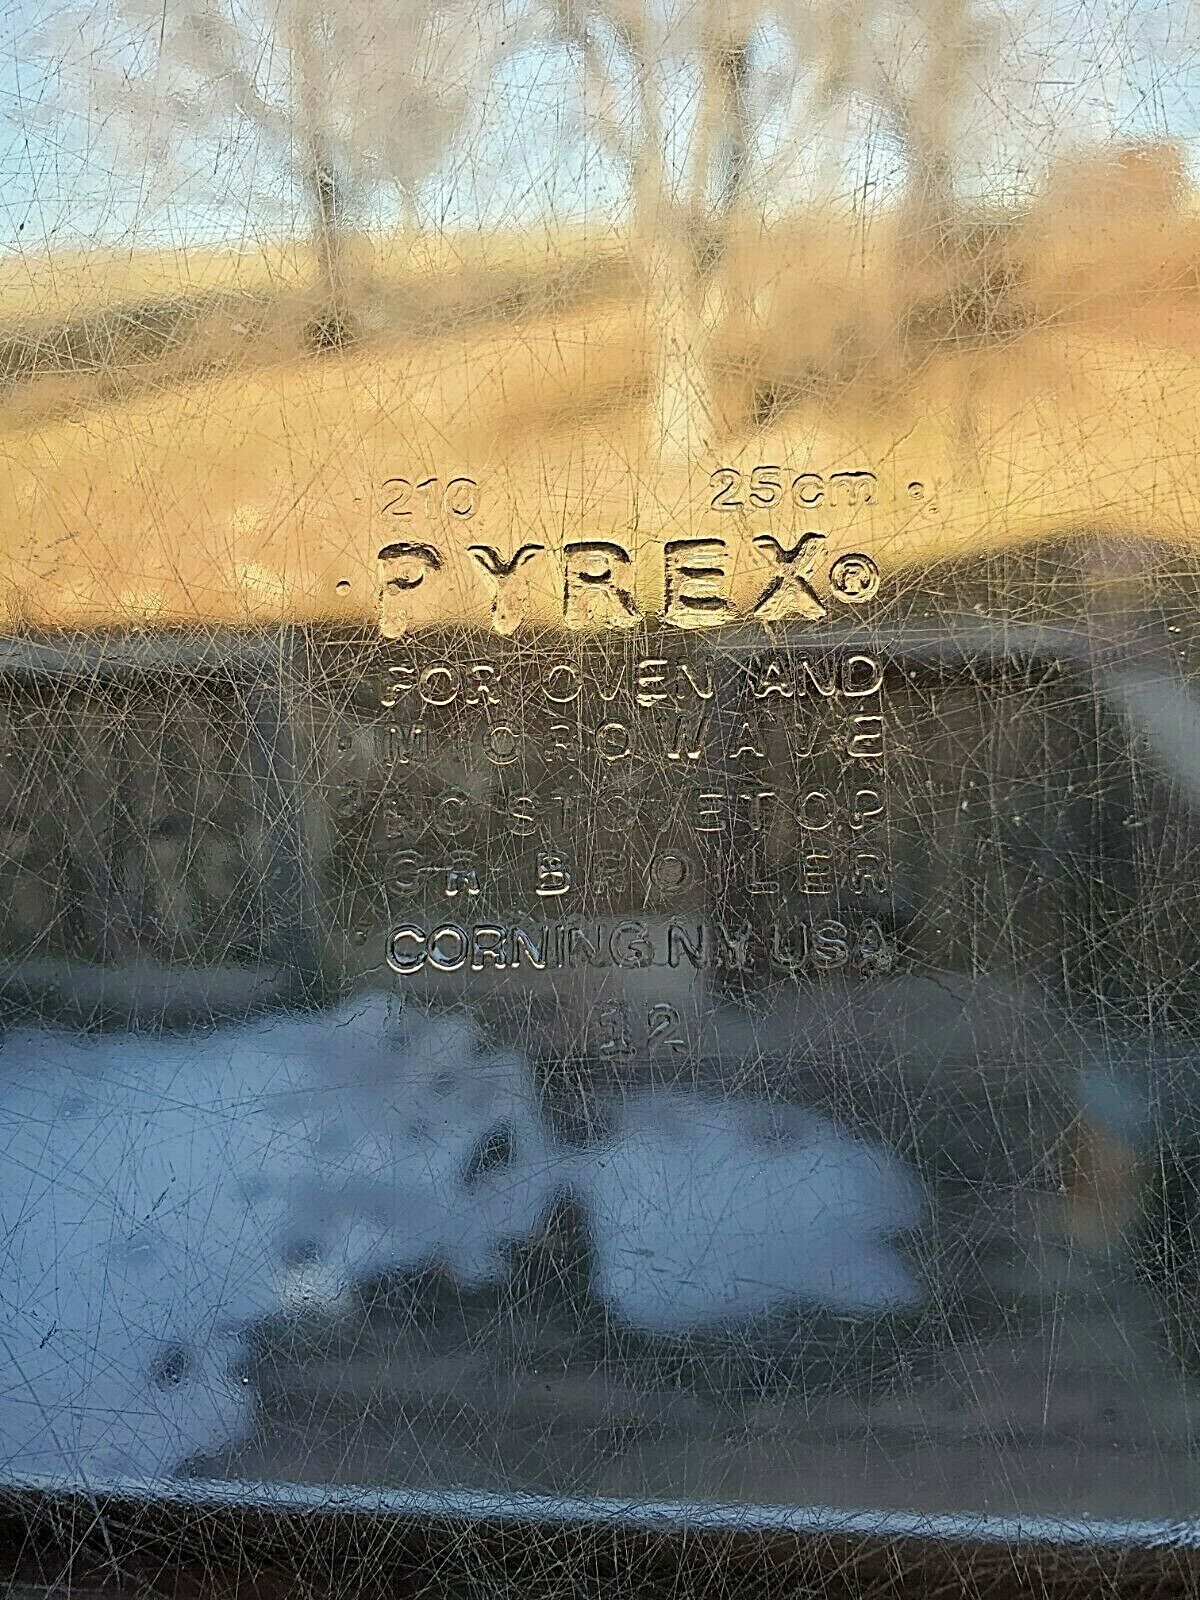 210 25cm
PYREX®
FOR OVEN AND
MICROWAVE
NO STOVETOP
OR BROILER
CORNING NY USA
12